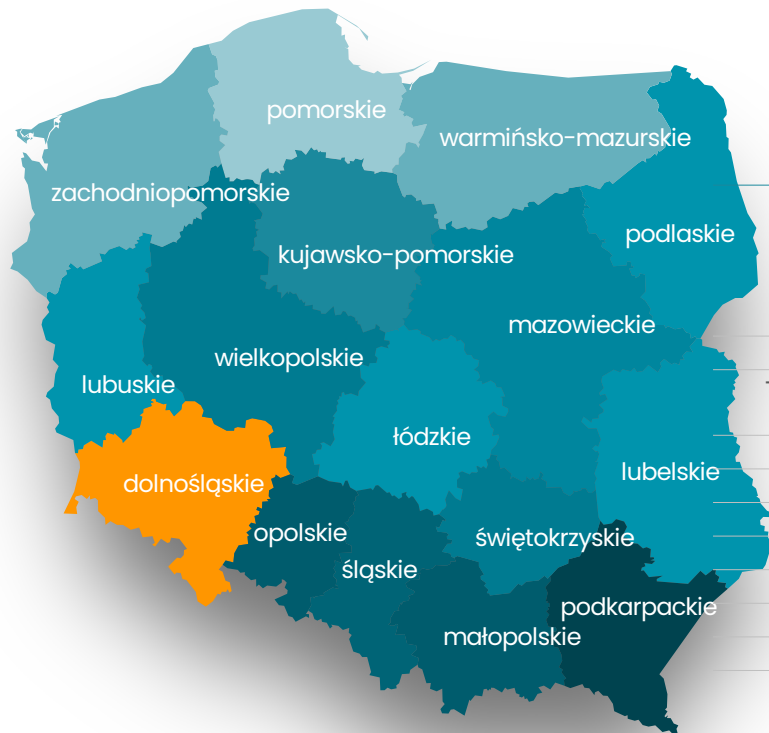 pomorskie
warmińsko-mazurskie
zachodniopomorskie
podlaskie
kujawsko-pomorskie
mazowieckie
wielkopolskie
lubuskie
łódzkie
lubelskie
dolnośląskie
opolskie
świętokrzyskie
śląskie
podkarpackie
małopolskie